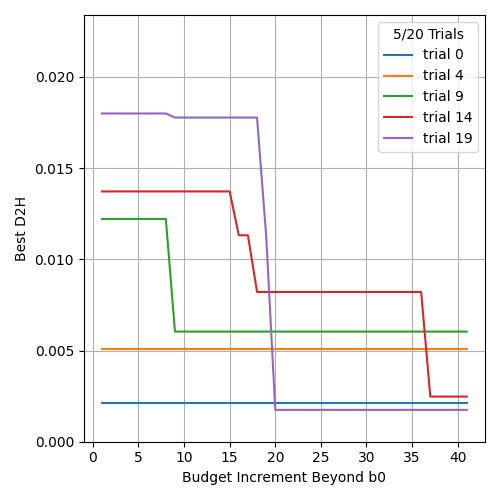 5/20 Trials
trial 0
trial 4
trial 9
trial 14
trial 19
Best D2H
0.020
0.015
0.010
0.005
0.000
0 5 10 15 20 25 30 35 40
Budget Increment Beyond b0